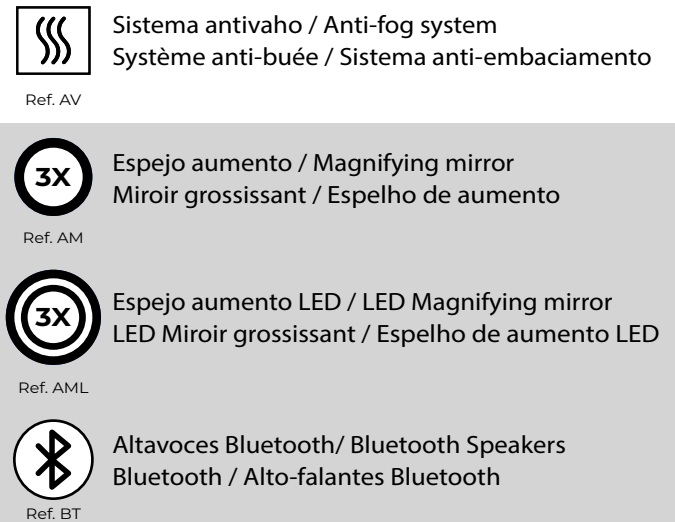 Sistema antivaho / Anti-fog system
Système anti-buée / Sistema anti-embaciamento
Ref. AV
3X
Espejo aumento / Magnifying mirror
Miroir grossissant / Espelho de aumento
Ref. AM
3X
Espejo aumento LED / LED Magnifying mirror
LED Miroir grossissant / Espelho de aumento LED
Ref. AML
Altavoces Bluetooth/ Bluetooth Speakers
Bluetooth / Alto-falantes Bluetooth
Ref. BT